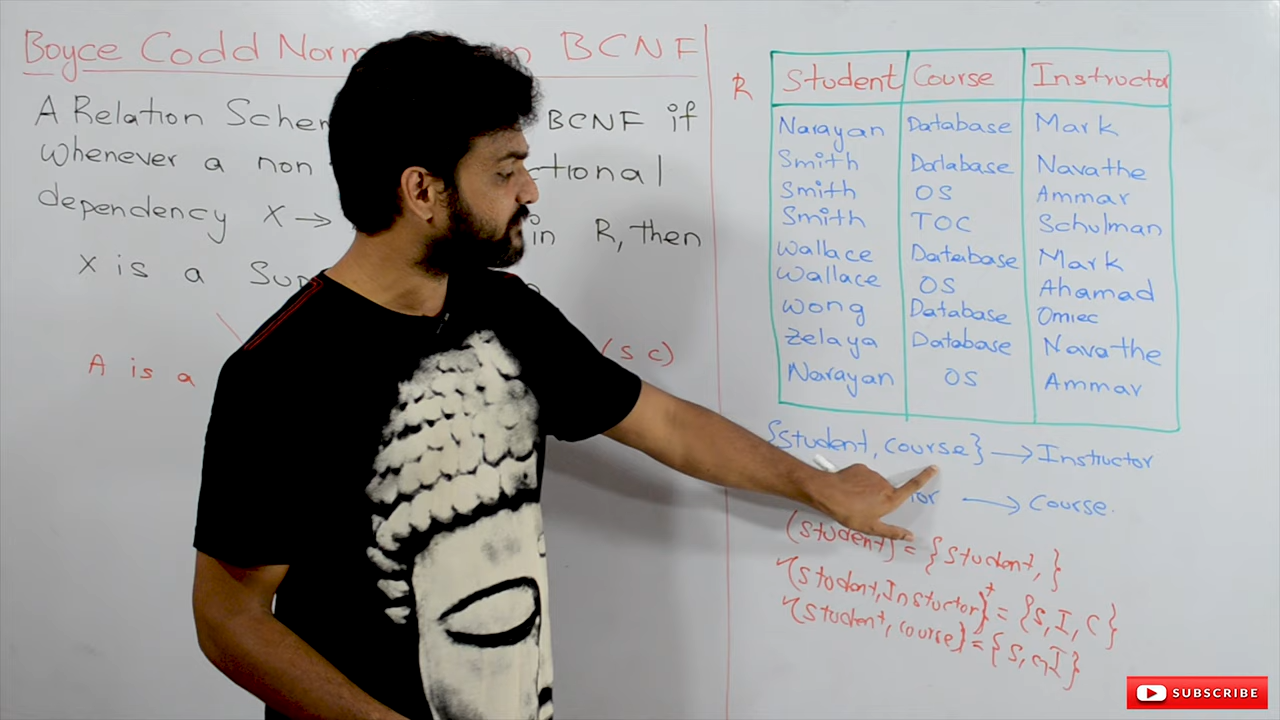 Boyce Codd Norm BCNF
A Relation Schem BCNF if
whenever a non ctional
dependency X → in R, then
X is a Sup
A is a (S C)
R
Student Course Instructor
Narayan Database Mark
Smith Database Navathe
Smith OS Ammar
Smith TOC Schulman
Wallace Database Mark
Wallace OS Ahamad
Wong Database Omiec
Zelaya Database Navathe
Narayan OS Ammar
{Student, Course} → Instructor
tor → Course.
(Student) = {Student, }
(Student, Instuctor}+ = {S, I, C}
(Student, Course} = {S, C, I}
SUBSCRIBE